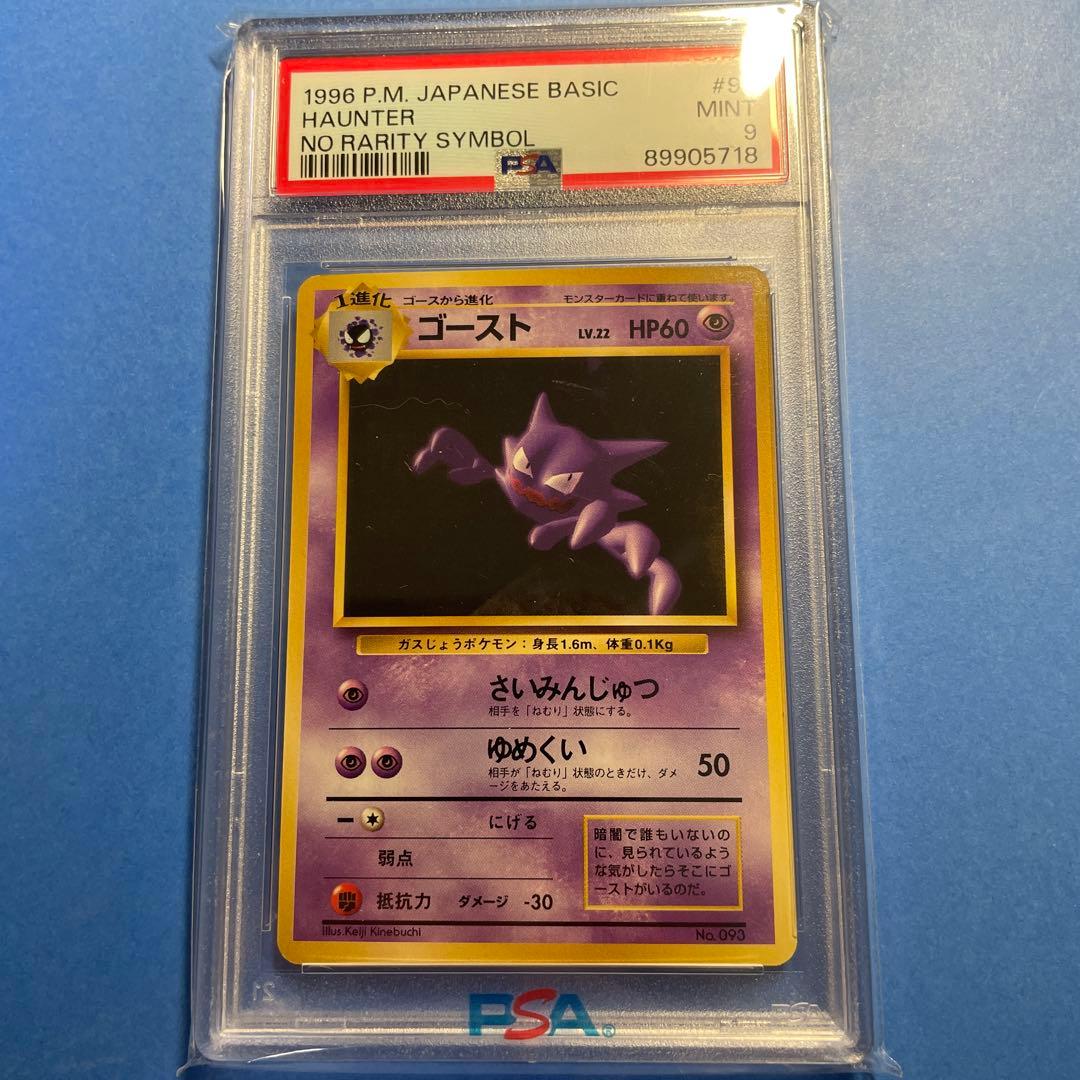 1996 P.M. JAPANESE BASIC
HAUNTER
NO RARITY SYMBOL
MINT
9
89905718
PSA
1進化 ゴースから進化 モンスターカードに重ねて使います。
ゴースト LV.22 HP60
ガスじょうポケモン：身長1.6m、体重0.1Kg
さいみんじゅつ
相手を「ねむり」状態にする。
ゆめくい 50
相手が「ねむり」状態のときだけ、ダメ
ージをあたえる。
にげる
弱点
抵抗力 ダメージ -30
暗闇で誰もいないの
に、見られているよう
な気がしたらそこにゴ
ーストがいるのだ。
Illus.Keiji Kinebuchi No.093
PSA®